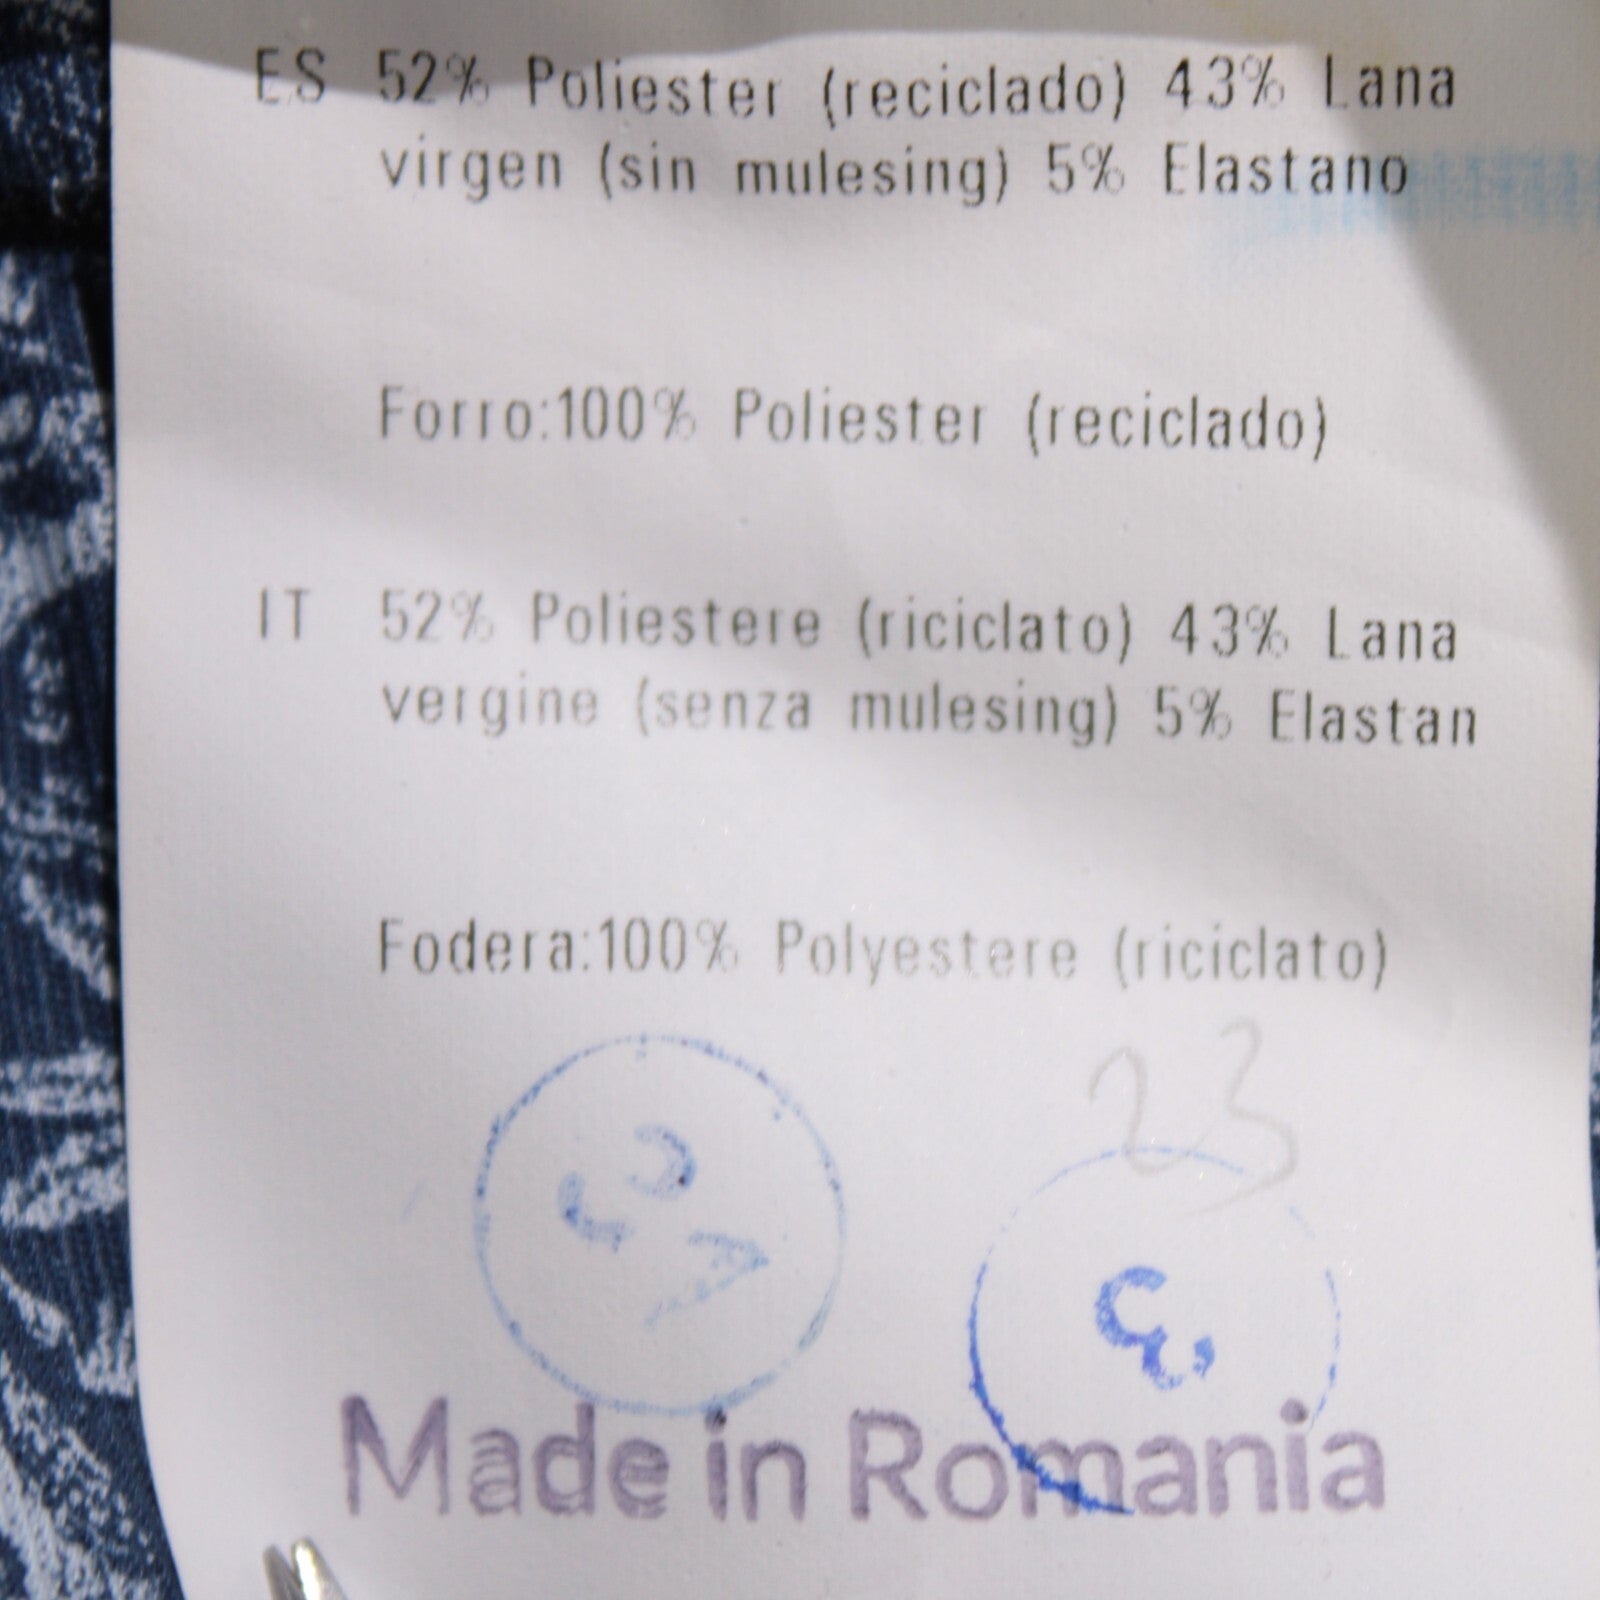 ES 52% Poliester (reciclado) 43% Lana
virgen (sin mulesing) 5% Elastano
Forro:100% Poliester (reciclado)
IT 52% Poliestere (riciclato) 43% Lana
vergine (senza mulesing) 5% Elastan
Fodera:100% Polyestere (riciclato)
23
Made in Romania